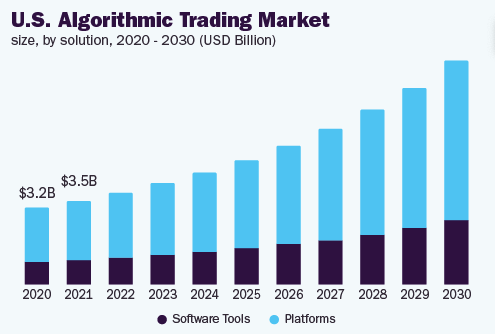 U.S. Algorithmic Trading Market
size, by solution, 2020 - 2030 (USD Billion)
$3.2B
$3.5B
2020 2021 2022 2023 2024 2025 2026 2027 2028 2029 2030
Software Tools Platforms